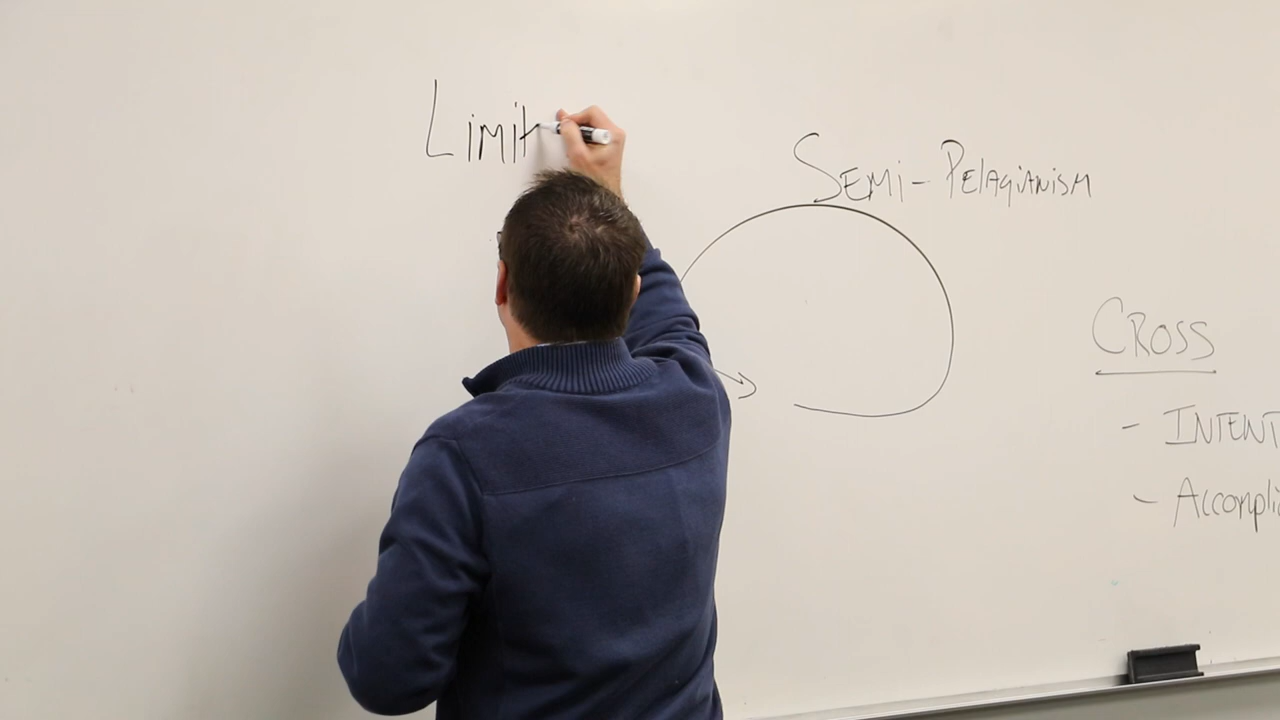 Limit
Semi-Pelagianism
Cross
- Intent
- Accompli